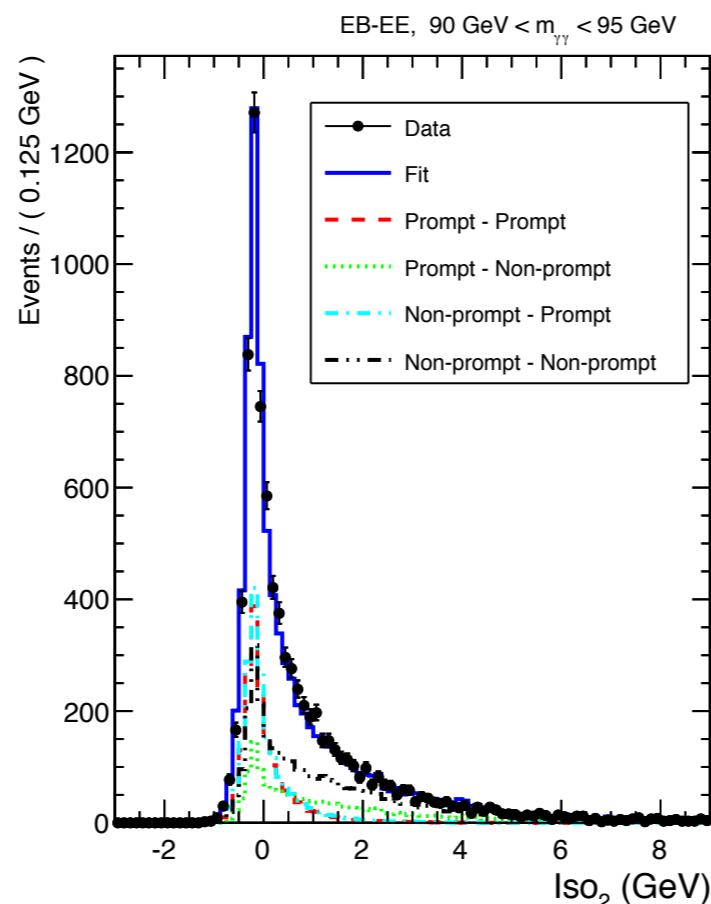 EB-EE, 90 GeV < m_γγ < 95 GeV
Events / ( 0.125 GeV )
1200
1000
800
600
400
200
0
Data
Fit
Prompt - Prompt
Prompt - Non-prompt
Non-prompt - Prompt
Non-prompt - Non-prompt
-2 0 2 4 6 8
Iso₂ (GeV)